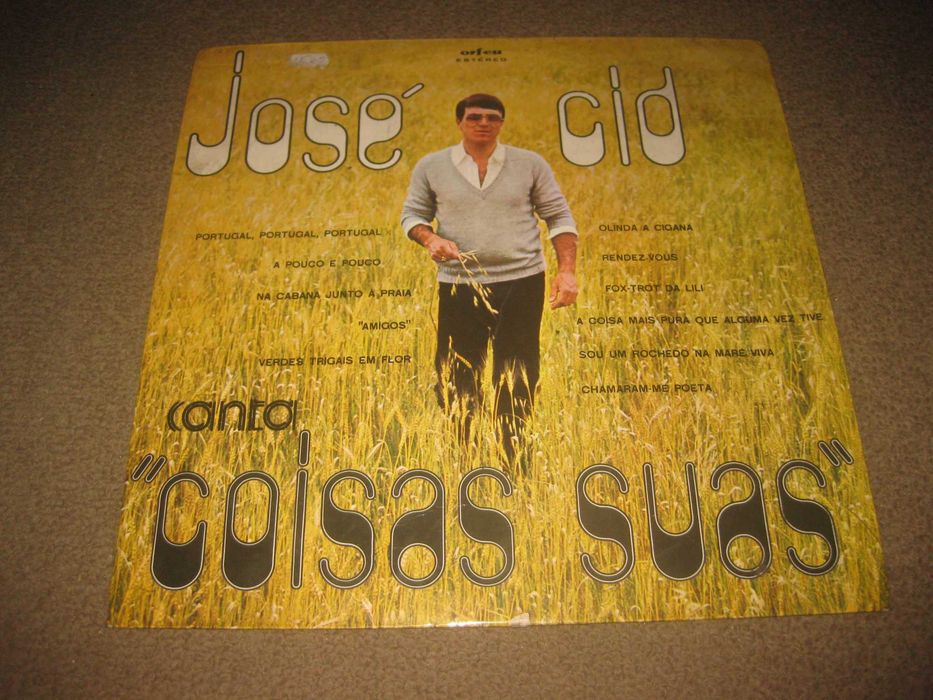 orfeu
ESTÉREO
José Cid
PORTUGAL, PORTUGAL, PORTUGAL
A POUCO E POUCO
NA CABANA JUNTO À PRAIA
"AMIGOS"
VERDES TRIGAIS EM FLOR
OLINDA A CIGANA
RENDEZ-VOUS
FOX-TROT DA LILI
A COISA MAIS PURA QUE ALGUMA VEZ TIVE
SOU UM ROCHEDO NA MARÉ VIVA
CHAMARAM-ME POETA
canta
"coisas suas"